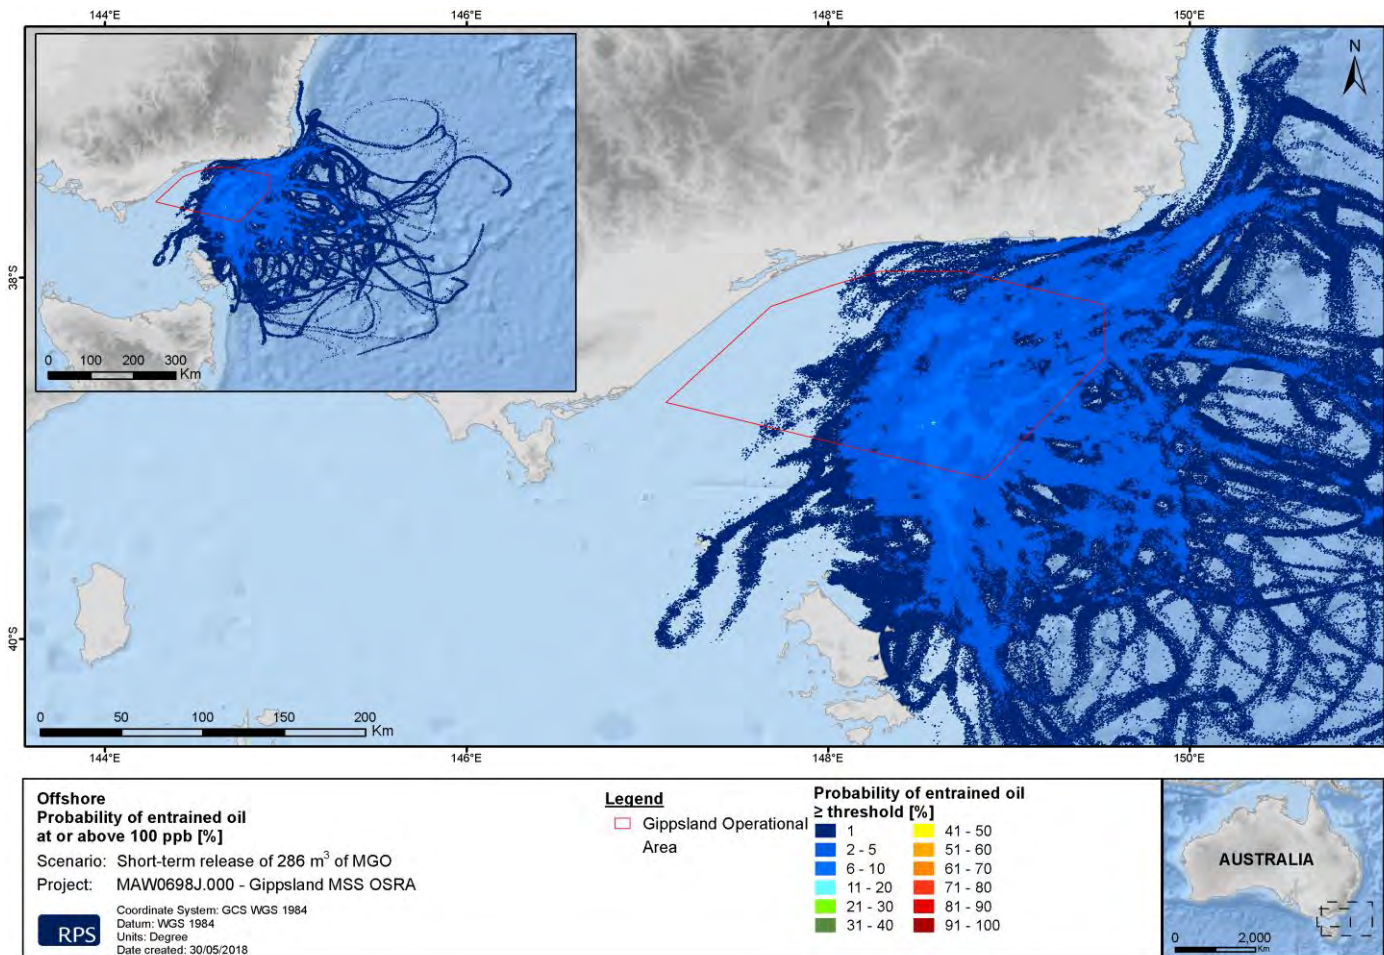 144°E 146°E 148°E 150°E
N
38°S
40°S
0 100 200 300
Km
0 50 100 150 200
Km
144°E 146°E 148°E 150°E
Offshore
Probability of entrained oil
at or above 100 ppb [%]
Scenario: Short-term release of 286 m³ of MGO
Project: MAW0698J.000 - Gippsland MSS OSRA
RPS
Coordinate System: GCS WGS 1984
Datum: WGS 1984
Units: Degree
Date created: 30/05/2018
Legend
Gippsland Operational
Area
Probability of entrained oil
≥ threshold [%]
1
2 - 5
6 - 10
11 - 20
21 - 30
31 - 40
41 - 50
51 - 60
61 - 70
71 - 80
81 - 90
91 - 100
AUSTRALIA
0 2,000
Km